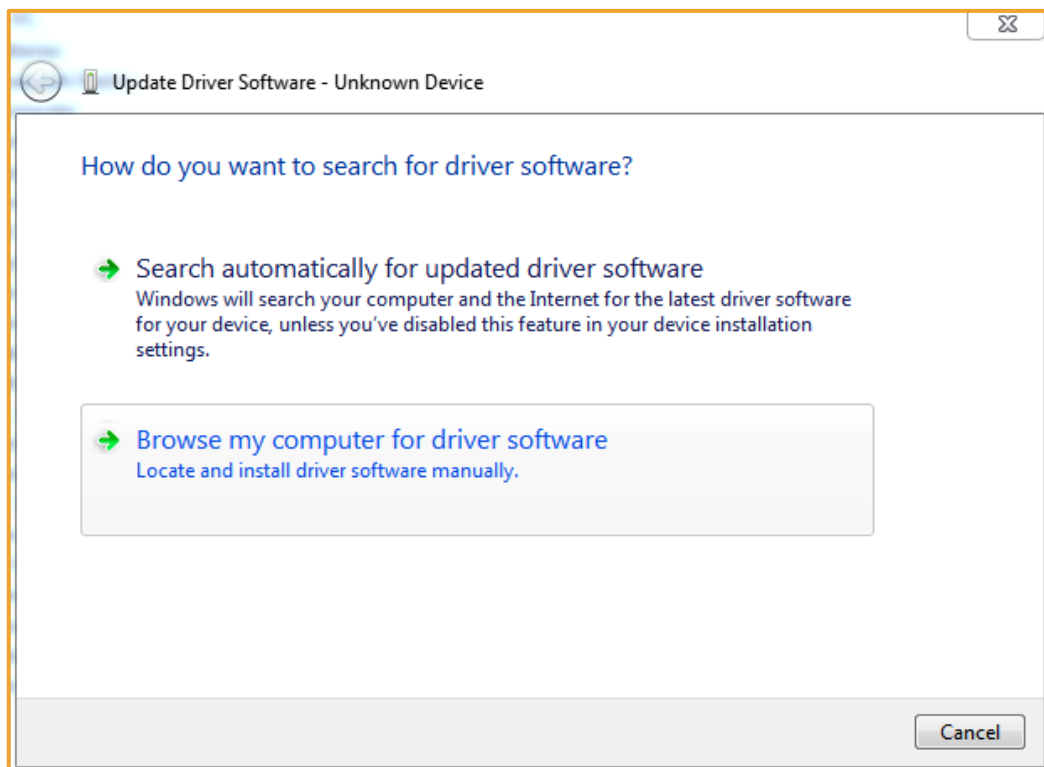 Update Driver Software - Unknown Device
How do you want to search for driver software?
Search automatically for updated driver software
Windows will search your computer and the Internet for the latest driver software
for your device, unless you've disabled this feature in your device installation
settings.
Browse my computer for driver software
Locate and install driver software manually.
Cancel